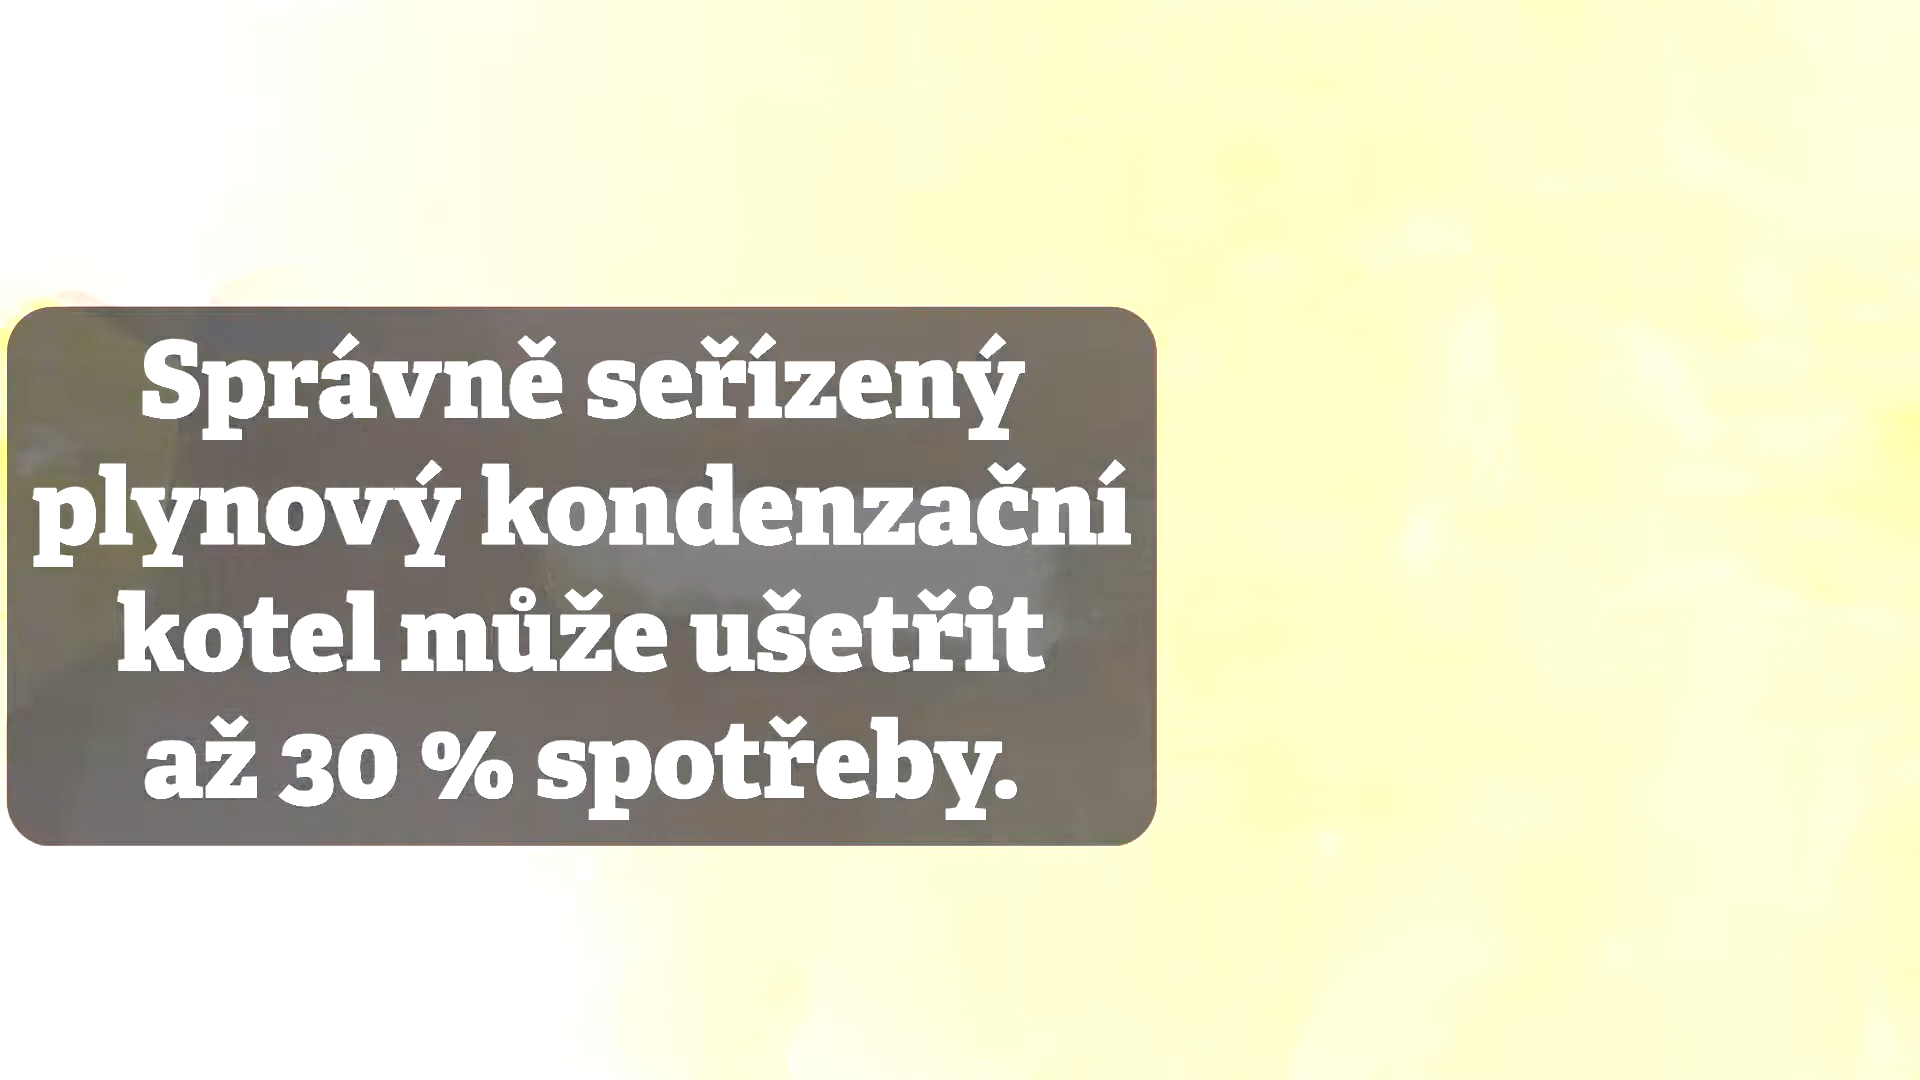 Správně seřízený
plynový kondenzační
kotel může ušetřit
až 30 % spotřeby.